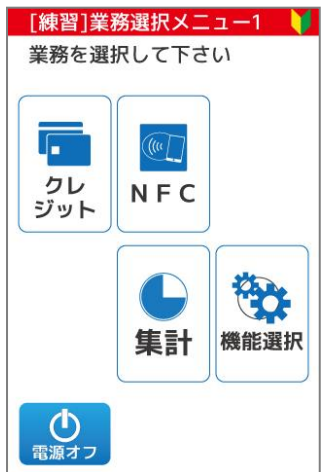 [練習]業務選択メニュー1
業務を選択して下さい
クレ
ジット
NFC
集計
機能選択
電源オフ